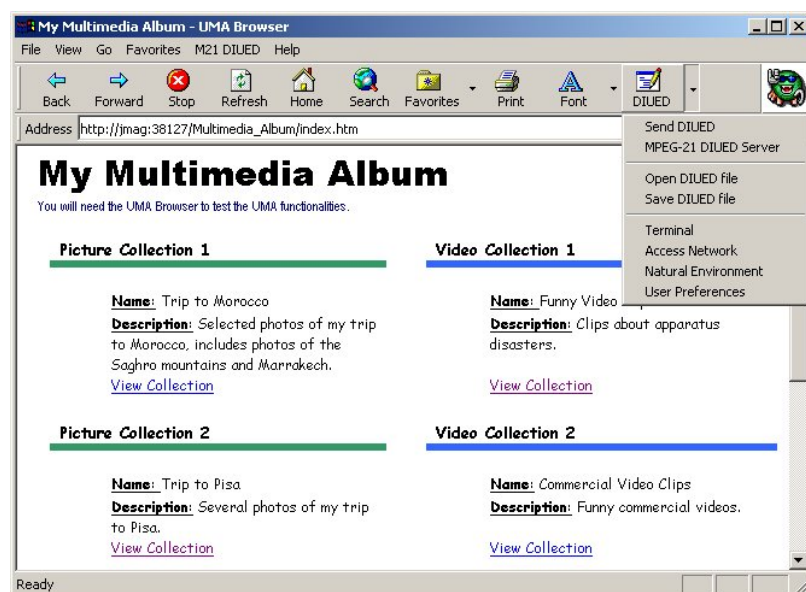 My Multimedia Album - UMA Browser
File View Go Favorites M21 DIUED Help
Back Forward Stop Refresh Home Search Favorites Print Font DIUED
Address http://jmag:38127/Multimedia_Album/index.htm
Send DIUED
MPEG-21 DIUED Server
Open DIUED file
Save DIUED file
Terminal
Access Network
Natural Environment
User Preferences
My Multimedia Album
You will need the UMA Browser to test the UMA functionalities.
Picture Collection 1
Name: Trip to Morocco
Description: Selected photos of my trip
to Morocco, includes photos of the
Saghro mountains and Marrakech.
View Collection
Video Collection 1
Name: Funny Video
Description: Clips about apparatus
disasters.
View Collection
Picture Collection 2
Name: Trip to Pisa
Description: Several photos of my trip
to Pisa.
View Collection
Video Collection 2
Name: Commercial Video Clips
Description: Funny commercial videos.
View Collection
Ready